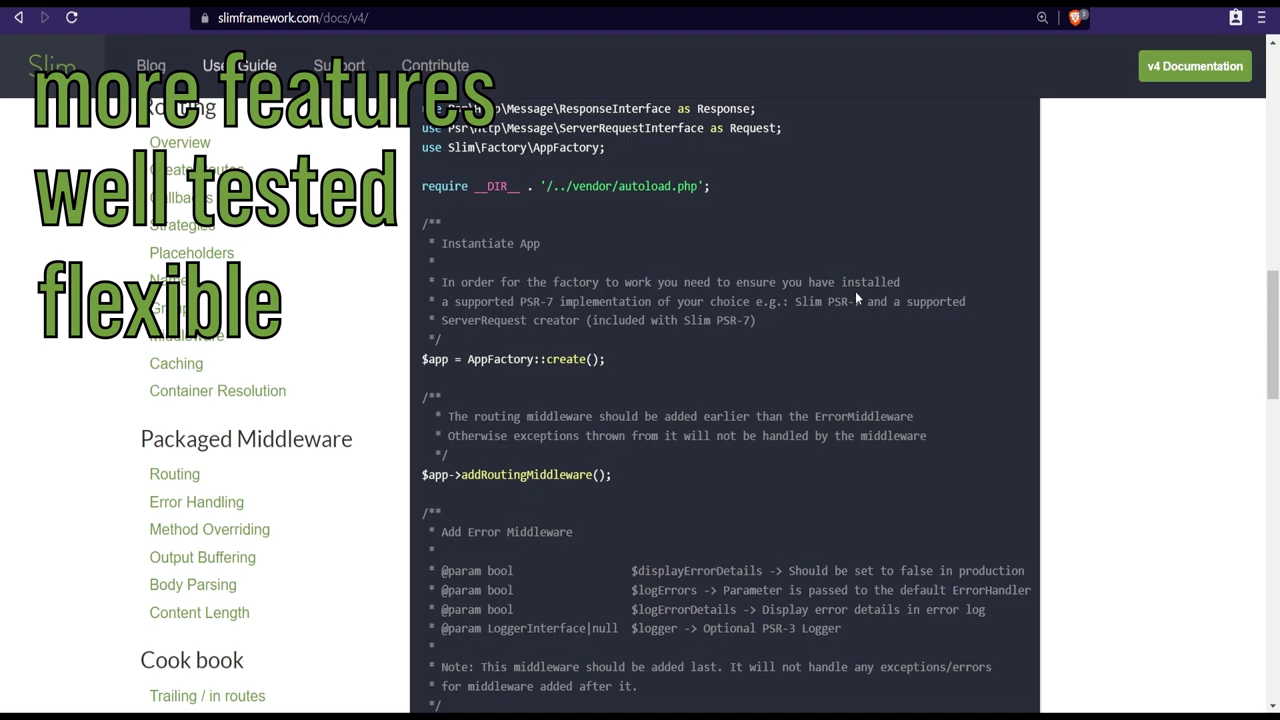 slimframework.com/docs/v4/
3
Slim
Blog
User Guide
Support
Contribute
v4 Documentation
more features
well tested
flexible
Routing
Overview
Create Routes
Callbacks
Strategies
Placeholders
Middleware
Caching
Container Resolution
Packaged Middleware
Routing
Error Handling
Method Overriding
Output Buffering
Body Parsing
Content Length
Cook book
Trailing / in routes
use Psr\Http\Message\ResponseInterface as Response;
use Psr\Http\Message\ServerRequestInterface as Request;
use Slim\Factory\AppFactory;
require __DIR__ . '/../vendor/autoload.php';
/**
* Instantiate App
*
* In order for the factory to work you need to ensure you have installed
* a supported PSR-7 implementation of your choice e.g.: Slim PSR-7 and a supported
* ServerRequest creator (included with Slim PSR-7)
*/
$app = AppFactory::create();
/**
* The routing middleware should be added earlier than the ErrorMiddleware
* Otherwise exceptions thrown from it will not be handled by the middleware
*/
$app->addRoutingMiddleware();
/**
* Add Error Middleware
*
* @param bool $displayErrorDetails -> Should be set to false in production
* @param bool $logErrors -> Parameter is passed to the default ErrorHandler
* @param bool $logErrorDetails -> Display error details in error log
* @param LoggerInterface|null $logger -> Optional PSR-3 Logger
*
* Note: This middleware should be added last. It will not handle any exceptions/errors
* for middleware added after it.
*/